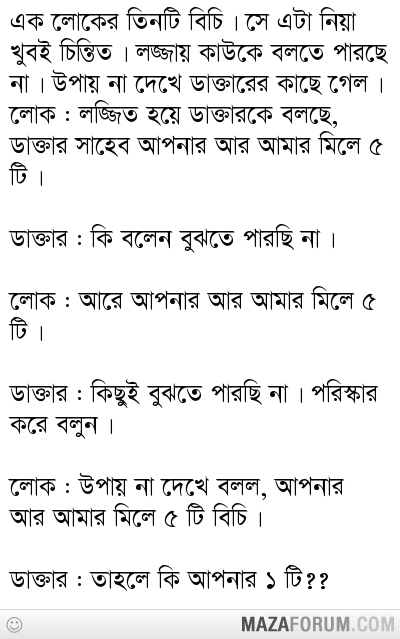 এক লোকের তিনটি বিচি । সে এটা নিয়া
খুবই চিন্তিত । লজ্জায় কাউকে বলতে পারছে
না । উপায় না দেখে ডাক্তারের কাছে গেল ।
লোক : লজ্জিত হয়ে ডাক্তারকে বলছে,
ডাক্তার সাহেব আপনার আর আমার মিলে ৫
টি ।
ডাক্তার : কি বলেন বুঝতে পারছি না ।
লোক : আরে আপনার আর আমার মিলে ৫
টি ।
ডাক্তার : কিছুই বুঝতে পারছি না । পরিস্কার
করে বলুন ।
লোক : উপায় না দেখে বলল, আপনার
আর আমার মিলে ৫ টি বিচি ।
ডাক্তার : তাহলে কি আপনার ১ টি??
MAZAFORUM.COM